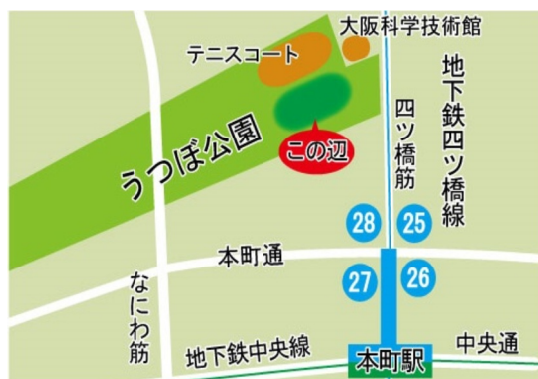 大阪科学技術館
テニスコート
地下鉄四ツ橋線
四ツ橋筋
うつぼ公園
この辺
28
25
本町通
27
26
なにわ筋
地下鉄中央線
本町駅
中央通